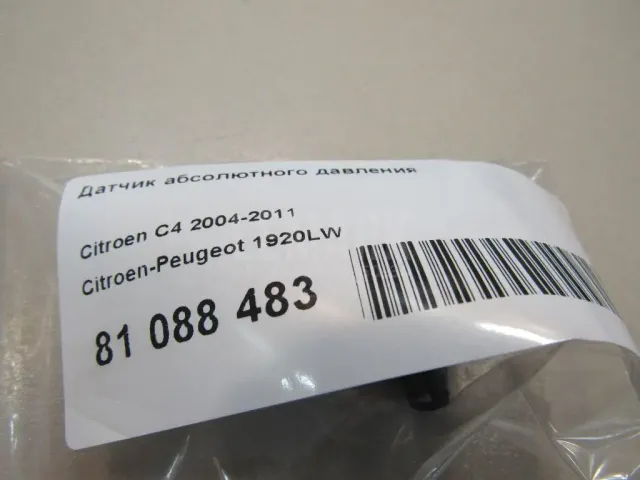 Датчик абсолютного давления
Citroen C4 2004-2011
Citroen-Peugeot 1920LW
81 088 483